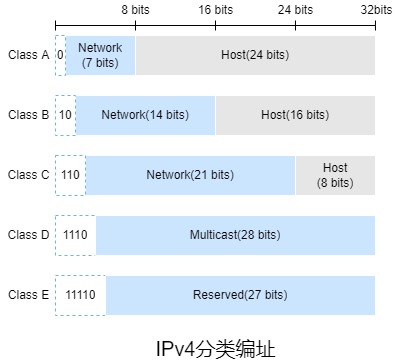 8 bits 16 bits 24 bits 32bits
Class A 0 Network
(7 bits) Host(24 bits)
Class B 10 Network(14 bits) Host(16 bits)
Class C 110 Network(21 bits) Host
(8 bits)
Class D 1110 Multicast(28 bits)
Class E 11110 Reserved(27 bits)
IPv4分类编址